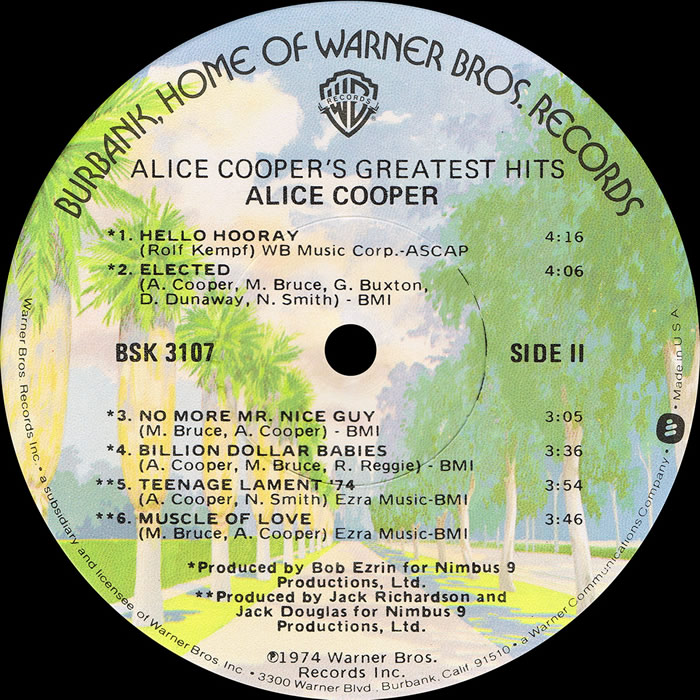 BURBANK, HOME OF WARNER BROS. RECORDS
WB
RECORDS
ALICE COOPER'S GREATEST HITS
ALICE COOPER
*1. HELLO HOORAY 4:16
(Rolf Kempf) WB Music Corp.-ASCAP
*2. ELECTED 4:06
(A. Cooper, M. Bruce, G. Buxton,
D. Dunaway, N. Smith) - BMI
BSK 3107 SIDE II
*3. NO MORE MR. NICE GUY 3:05
(M. Bruce, A. Cooper) - BMI
*4. BILLION DOLLAR BABIES 3:36
(A. Cooper, M. Bruce, R. Reggie) - BMI
**5. TEENAGE LAMENT '74 3:54
(A. Cooper, N. Smith) Ezra Music-BMI
**6. MUSCLE OF LOVE 3:46
(M. Bruce, A. Cooper) Ezra Music-BMI
*Produced by Bob Ezrin for Nimbus 9
Productions, Ltd.
**Produced by Jack Richardson and
Jack Douglas for Nimbus 9
Productions, Ltd.
℗1974 Warner Bros.
Records Inc.
Warner Bros. Records Inc. • a subsidiary and licensee of Warner Bros. Inc. • 3300 Warner Blvd., Burbank, Calif. 91510 • a Warner Communications Company • Made in U S A